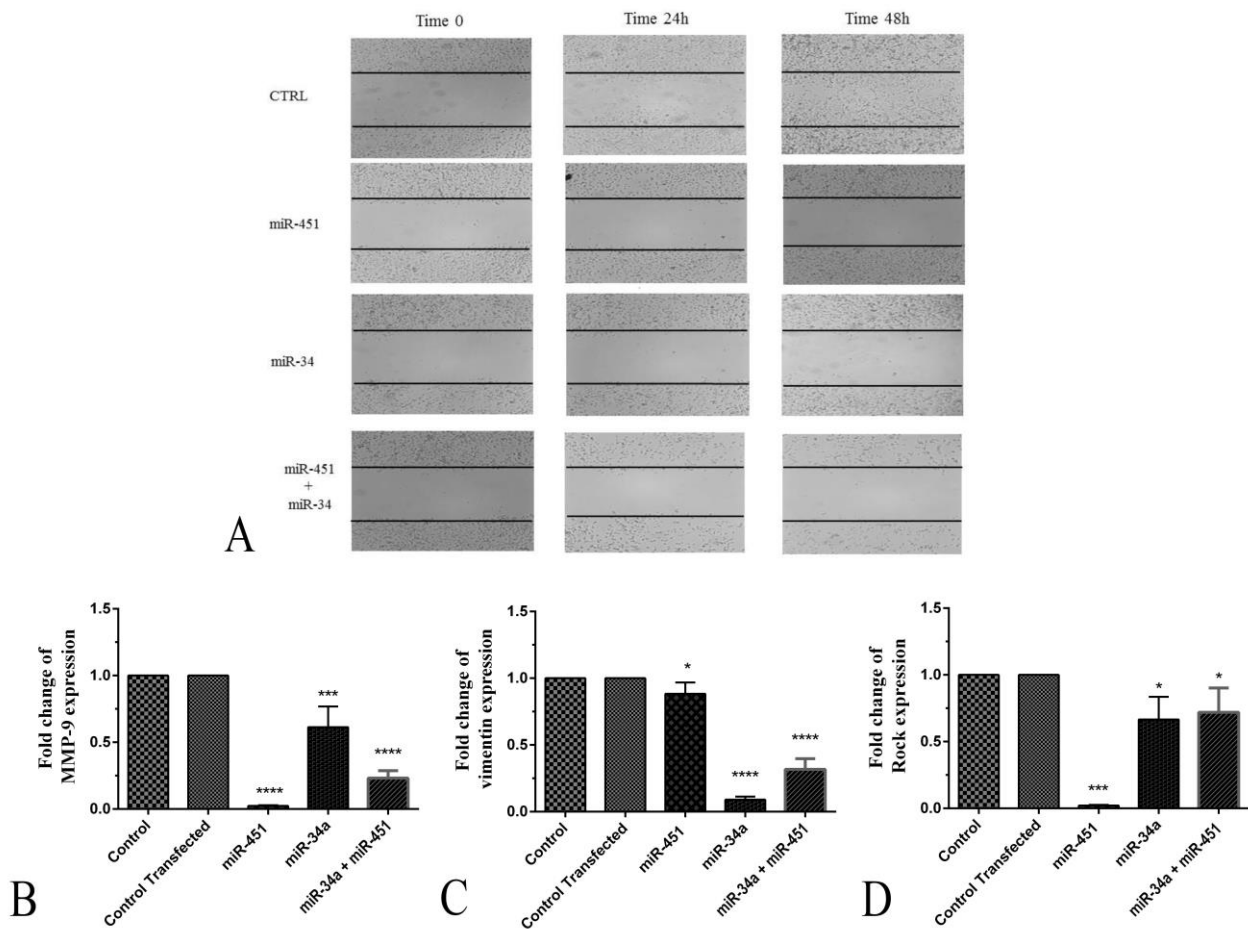 Time 0
Time 24h
Time 48h
CTRL
miR-451
miR-34
miR-451
+
miR-34
A
Fold change of
MMP-9 expression
1.5
1.0
0.5
0.0
****
***
****
Control
Control Transfected
miR-451
miR-34a
miR-34a + miR-451
B
Fold change of
vimentin expression
1.5
1.0
0.5
0.0
*
****
****
Control
Control Transfected
miR-451
miR-34a
miR-34a + miR-451
C
Fold change of
Rock expression
1.5
1.0
0.5
0.0
***
*
*
Control
Control Transfected
miR-451
miR-34a
miR-34a + miR-451
D